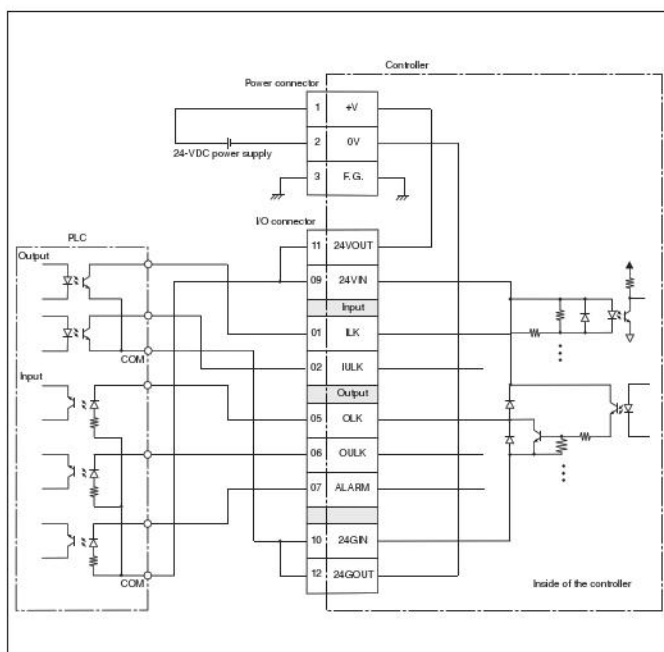 Controller
Power connector
1 +V
2 0V
24-VDC power supply
3 F.G.
I/O connector
PLC
Output
11 24VOUT
09 24VIN
Input
01 ILK
COM
02 IULK
Input
Output
05 OLK
06 OULK
07 ALARM
10 24GIN
COM
12 24GOUT
Inside of the controller